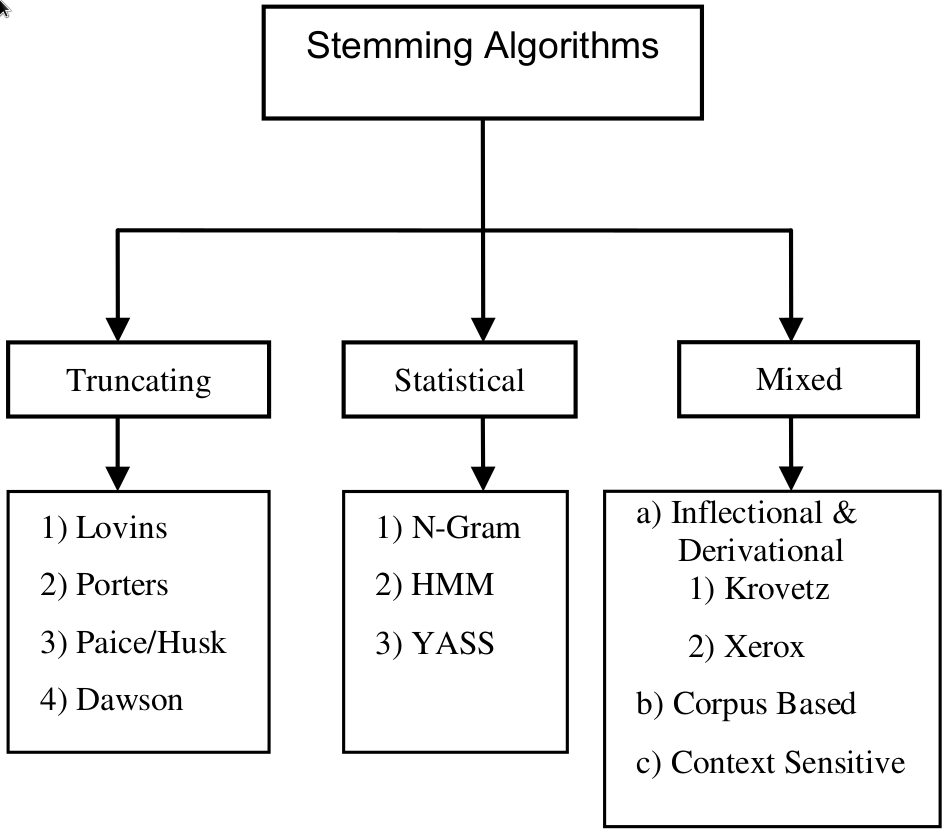 Stemming Algorithms
Truncating
Statistical
Mixed
1) Lovins
2) Porters
3) Paice/Husk
4) Dawson
1) N-Gram
2) HMM
3) YASS
a) Inflectional &
Derivational
1) Krovetz
2) Xerox
b) Corpus Based
c) Context Sensitive